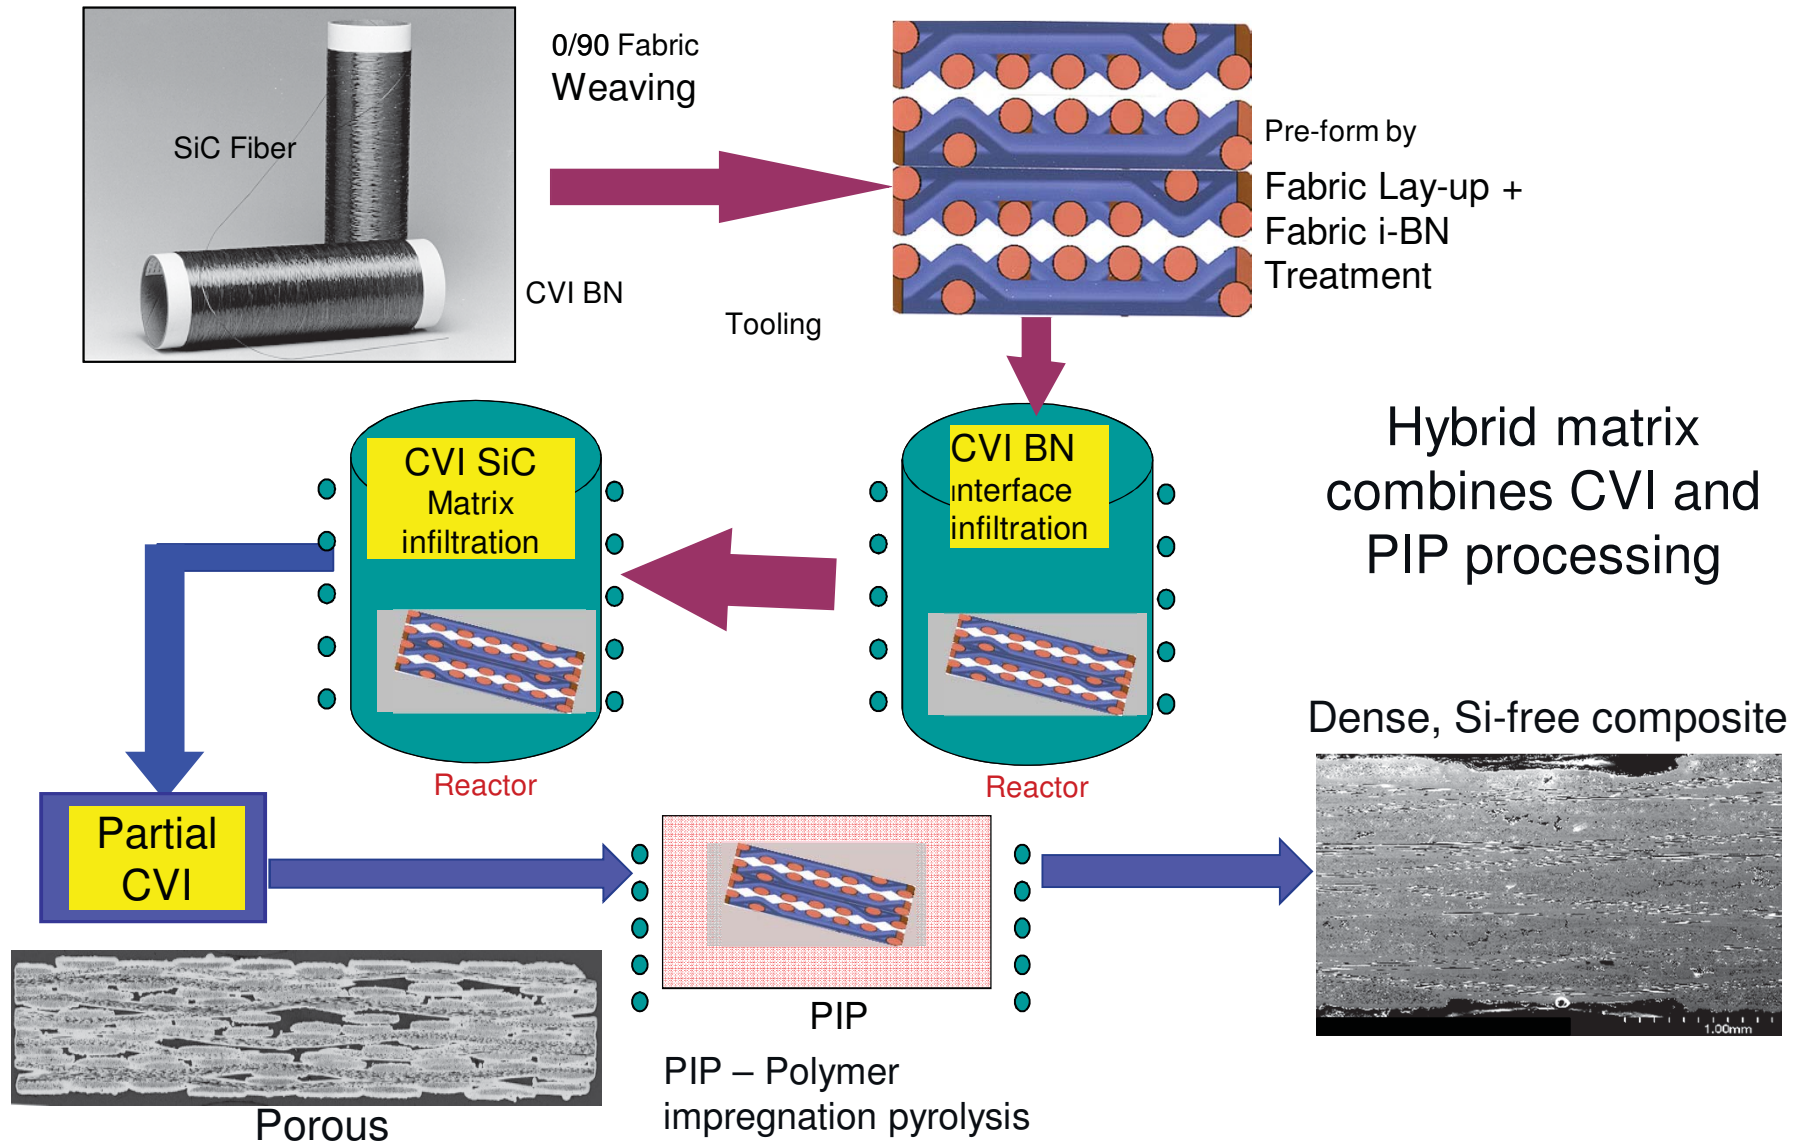 0/90 Fabric
Weaving
SiC Fiber
CVI BN
Tooling
Pre-form by
Fabric Lay-up +
Fabric i-BN
Treatment
CVI SiC
Matrix
infiltration
Reactor
CVI BN
Interface
infiltration
Reactor
Hybrid matrix
combines CVI and
PIP processing
Partial
CVI
Porous
PIP
PIP – Polymer
impregnation pyrolysis
Dense, Si-free composite
1.00mm